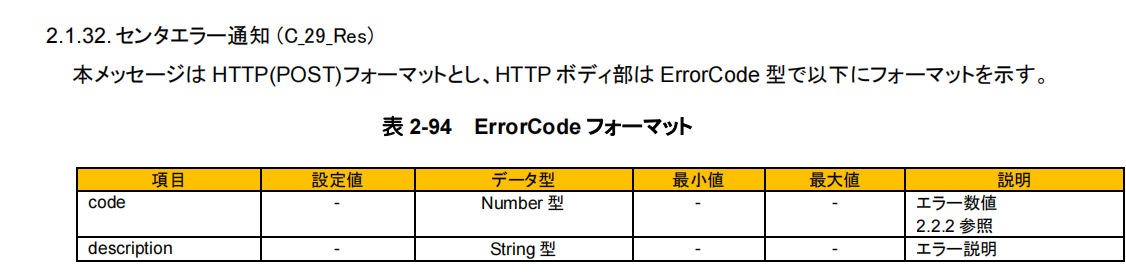 2.1.32. センタエラー通知（C_29_Res）
本メッセージは HTTP(POST)フォーマットとし、HTTP ボディ部は ErrorCode 型で以下にフォーマットを示す。
表 2-94 ErrorCode フォーマット
項目 設定値 データ型 最小値 最大値 説明
code - Number 型 - - エラー数値
2.2.2 参照
description - String 型 - - エラー説明